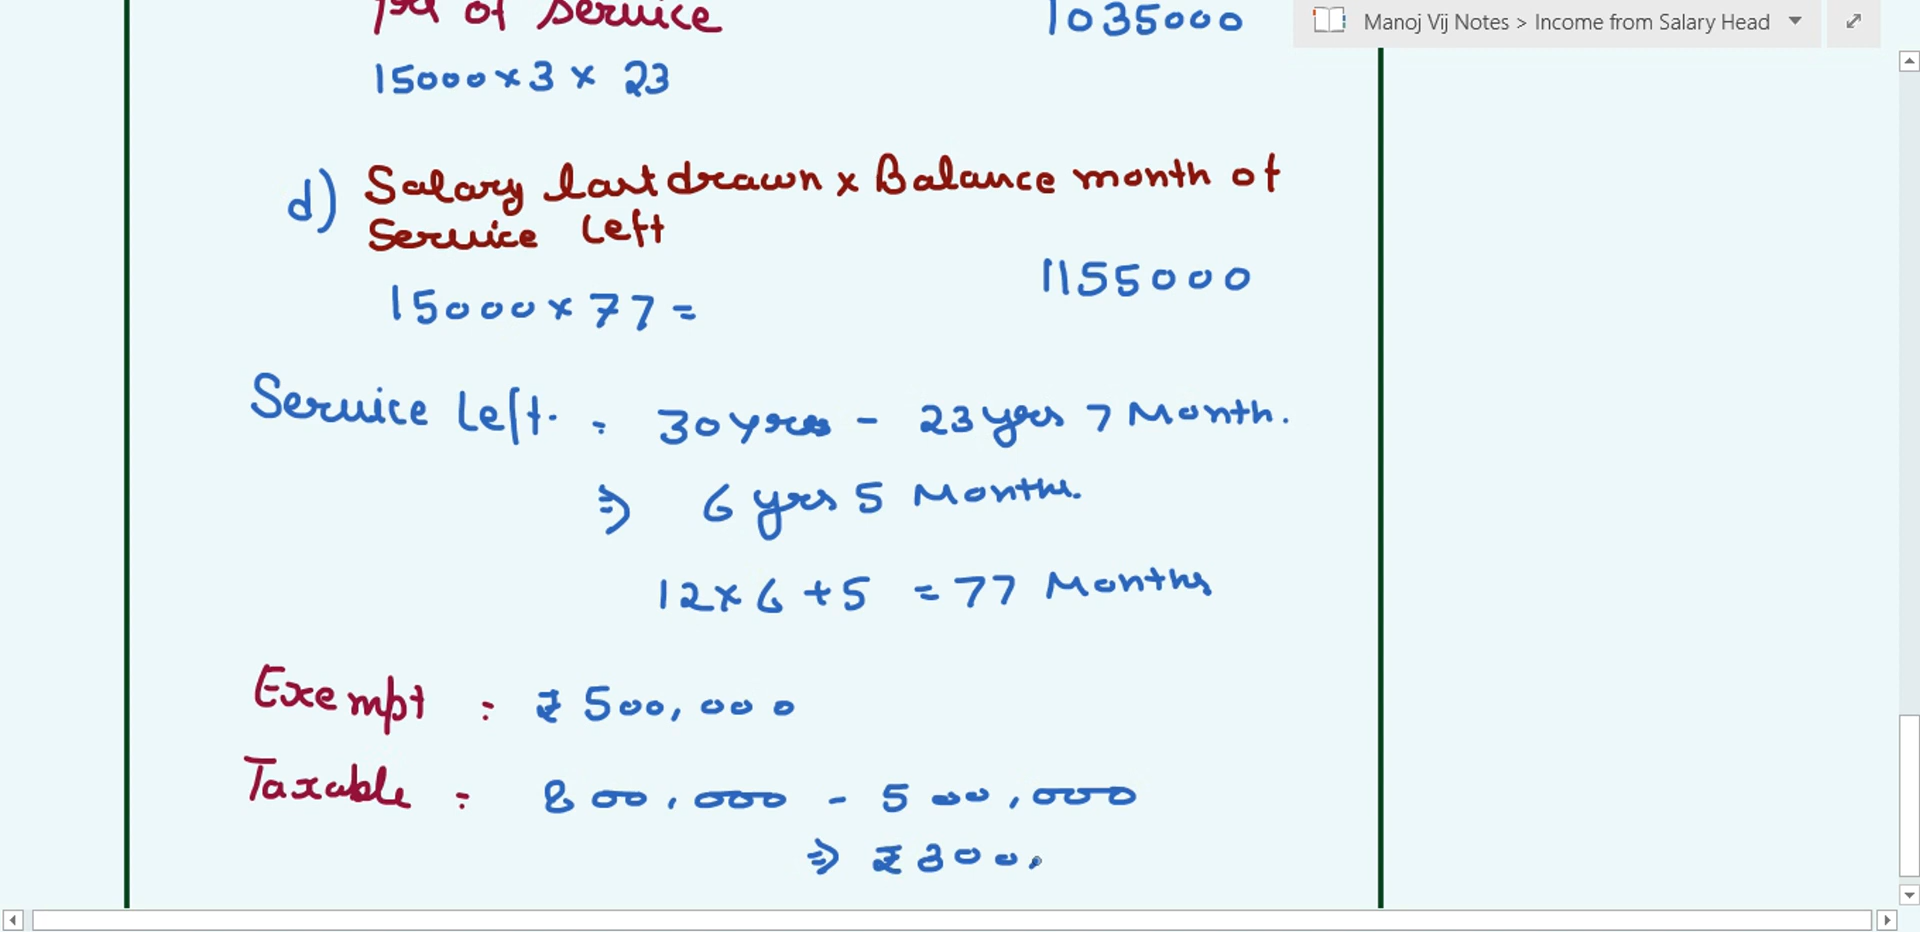 of Service
1035000
Manoj Vij Notes > Income from Salary Head
15000 × 3 × 23
d) Salary last drawn × Balance month of
Service left
1155000
15000 × 77 =
Service left. = 30 yrs - 23 yrs 7 Month.
⇒ 6 yrs 5 Months.
12 × 6 + 5 = 77 Months
Exempt : ₹ 500,000
Taxable : 800,000 - 500,000
⇒ ₹ 300,